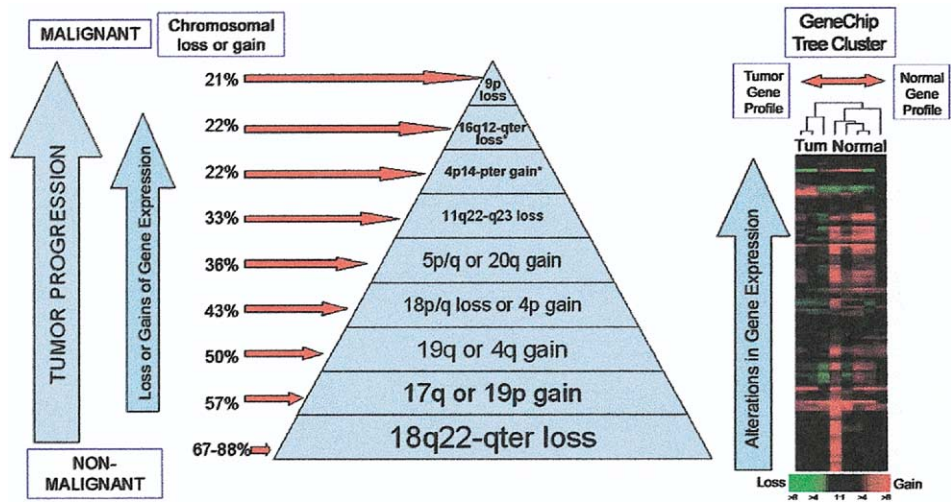 MALIGNANT
Chromosomal
loss or gain
GeneChip
Tree Cluster
Tumor
Gene
Profile
Normal
Gene
Profile
Tum Normal
TUMOR PROGRESSION
Loss or Gains of Gene Expression
21%
9p
loss
22%
16q12-qter
loss*
22%
4p14-pter gain*
33%
11q22-q23 loss
36%
5p/q or 20q gain
43%
18p/q loss or 4p gain
50%
19q or 4q gain
57%
17q or 19p gain
67-88%
18q22-qter loss
NON-
MALIGNANT
Alterations in Gene Expression
Loss
Gain
1:1